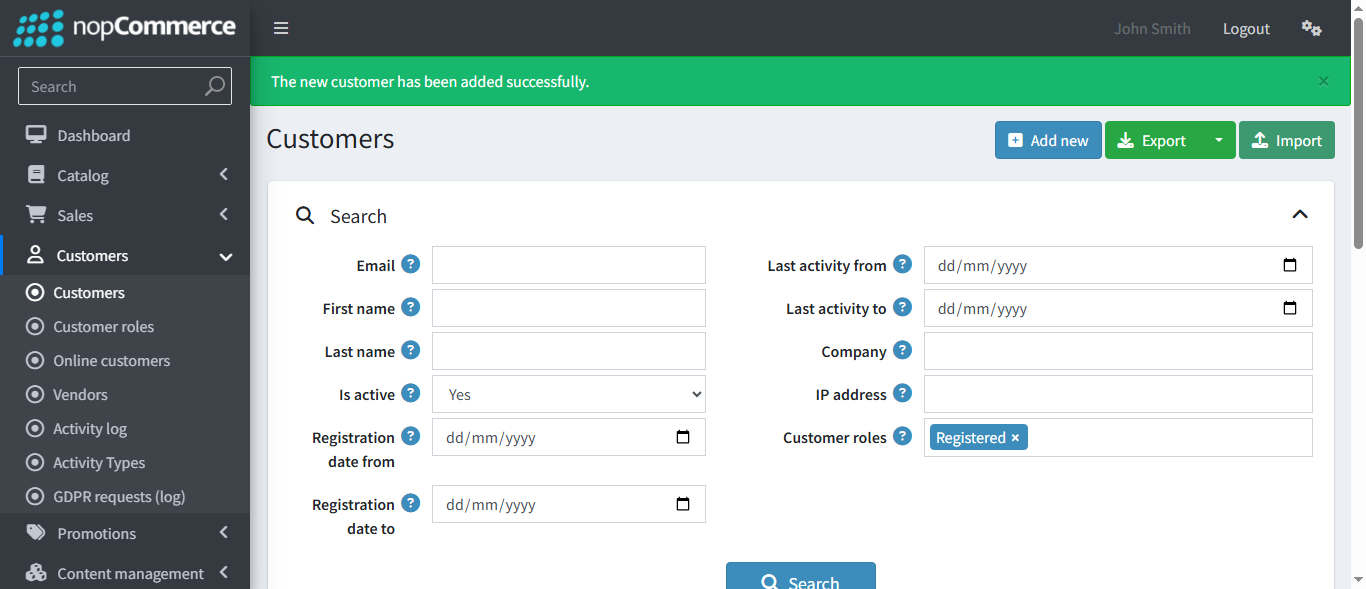 nopCommerce
John Smith
Logout
Search
The new customer has been added successfully.
×
Dashboard
Catalog
Sales
Customers
Customers
Customer roles
Online customers
Vendors
Activity log
Activity Types
GDPR requests (log)
Promotions
Content management
Customers
Add new
Export
Import
Search
Email ?
First name ?
Last name ?
Is active ? Yes
Registration ? dd/mm/yyyy
date from
Registration ? dd/mm/yyyy
date to
Last activity from ? dd/mm/yyyy
Last activity to ? dd/mm/yyyy
Company ?
IP address ?
Customer roles ? Registered ×
Search